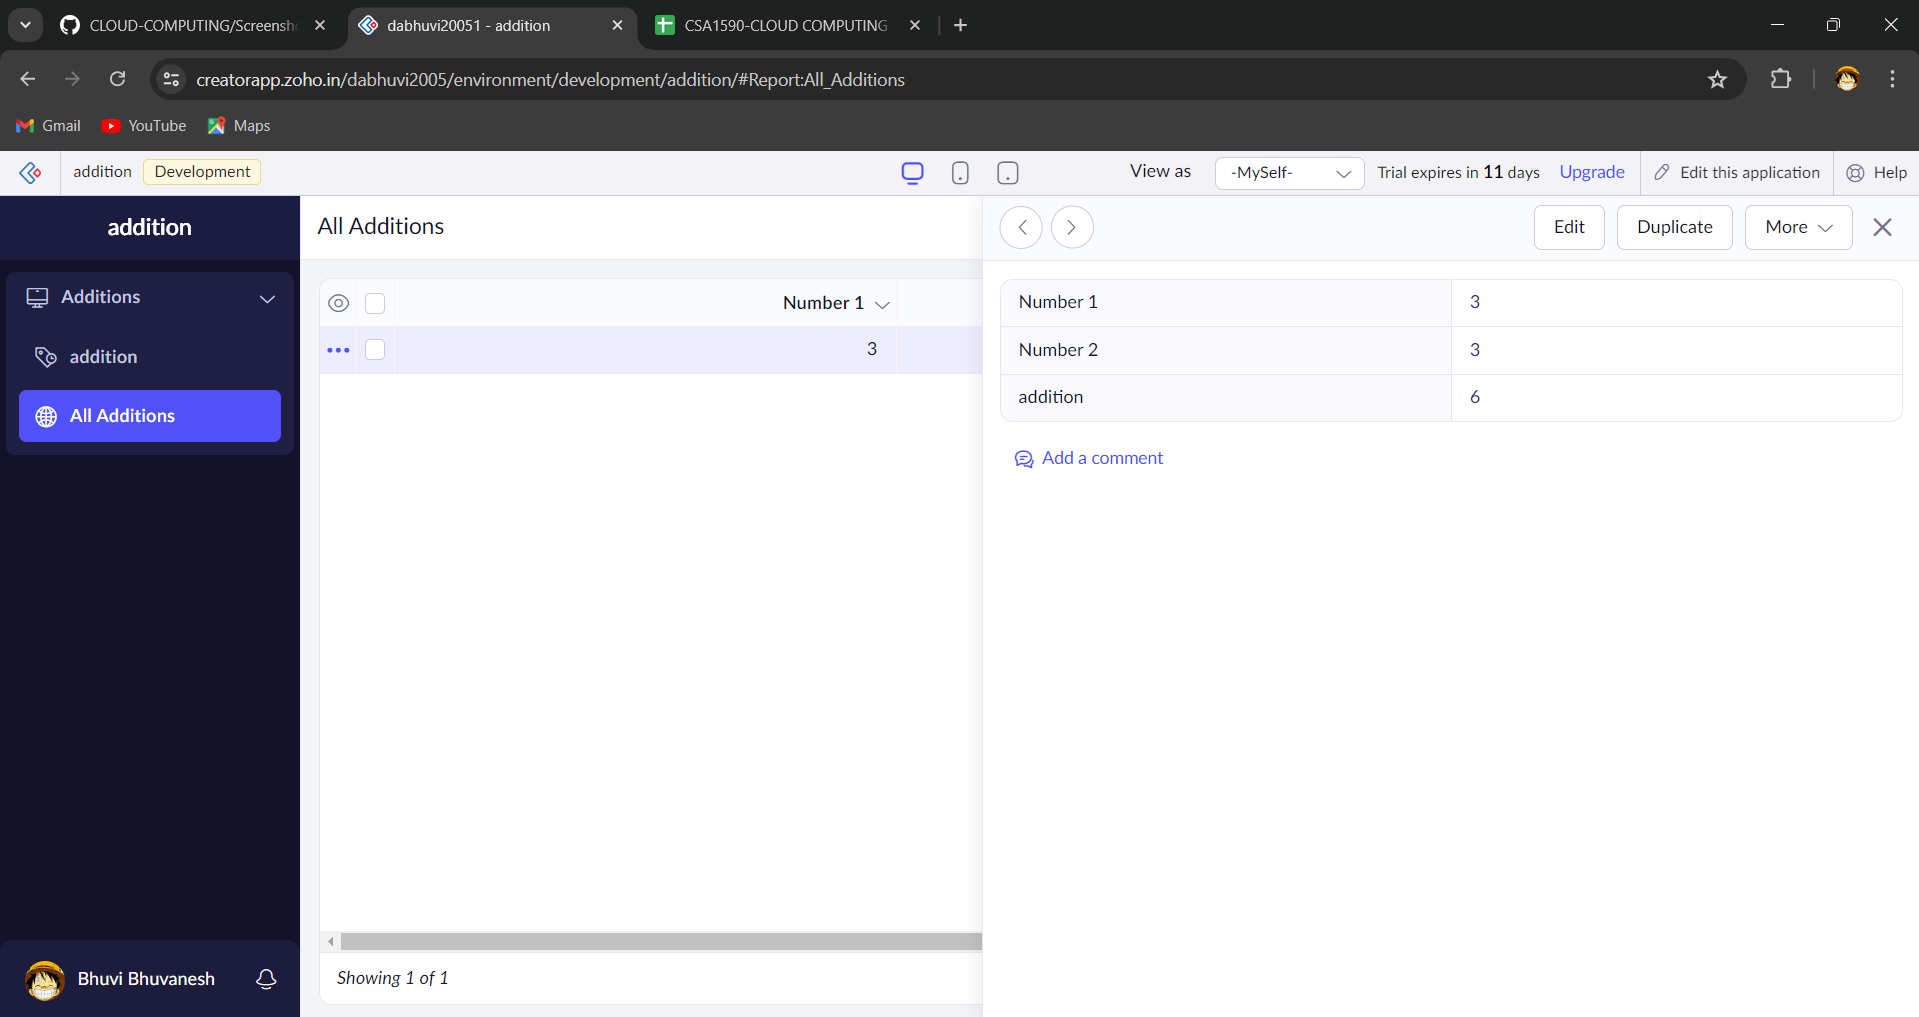 CLOUD-COMPUTING/Screensh
dabhuvi20051 - addition
CSA1590-CLOUD COMPUTING
creatorapp.zoho.in/dabhuvi2005/environment/development/addition/#Report:All_Additions
Gmail
YouTube
Maps
addition
Development
View as
-MySelf-
Trial expires in 11 days
Upgrade
Edit this application
Help
addition
All Additions
Edit
Duplicate
More
Additions
addition
All Additions
Number 1
3
Number 1 3
Number 2 3
addition 6
Add a comment
Showing 1 of 1
Bhuvi Bhuvanesh